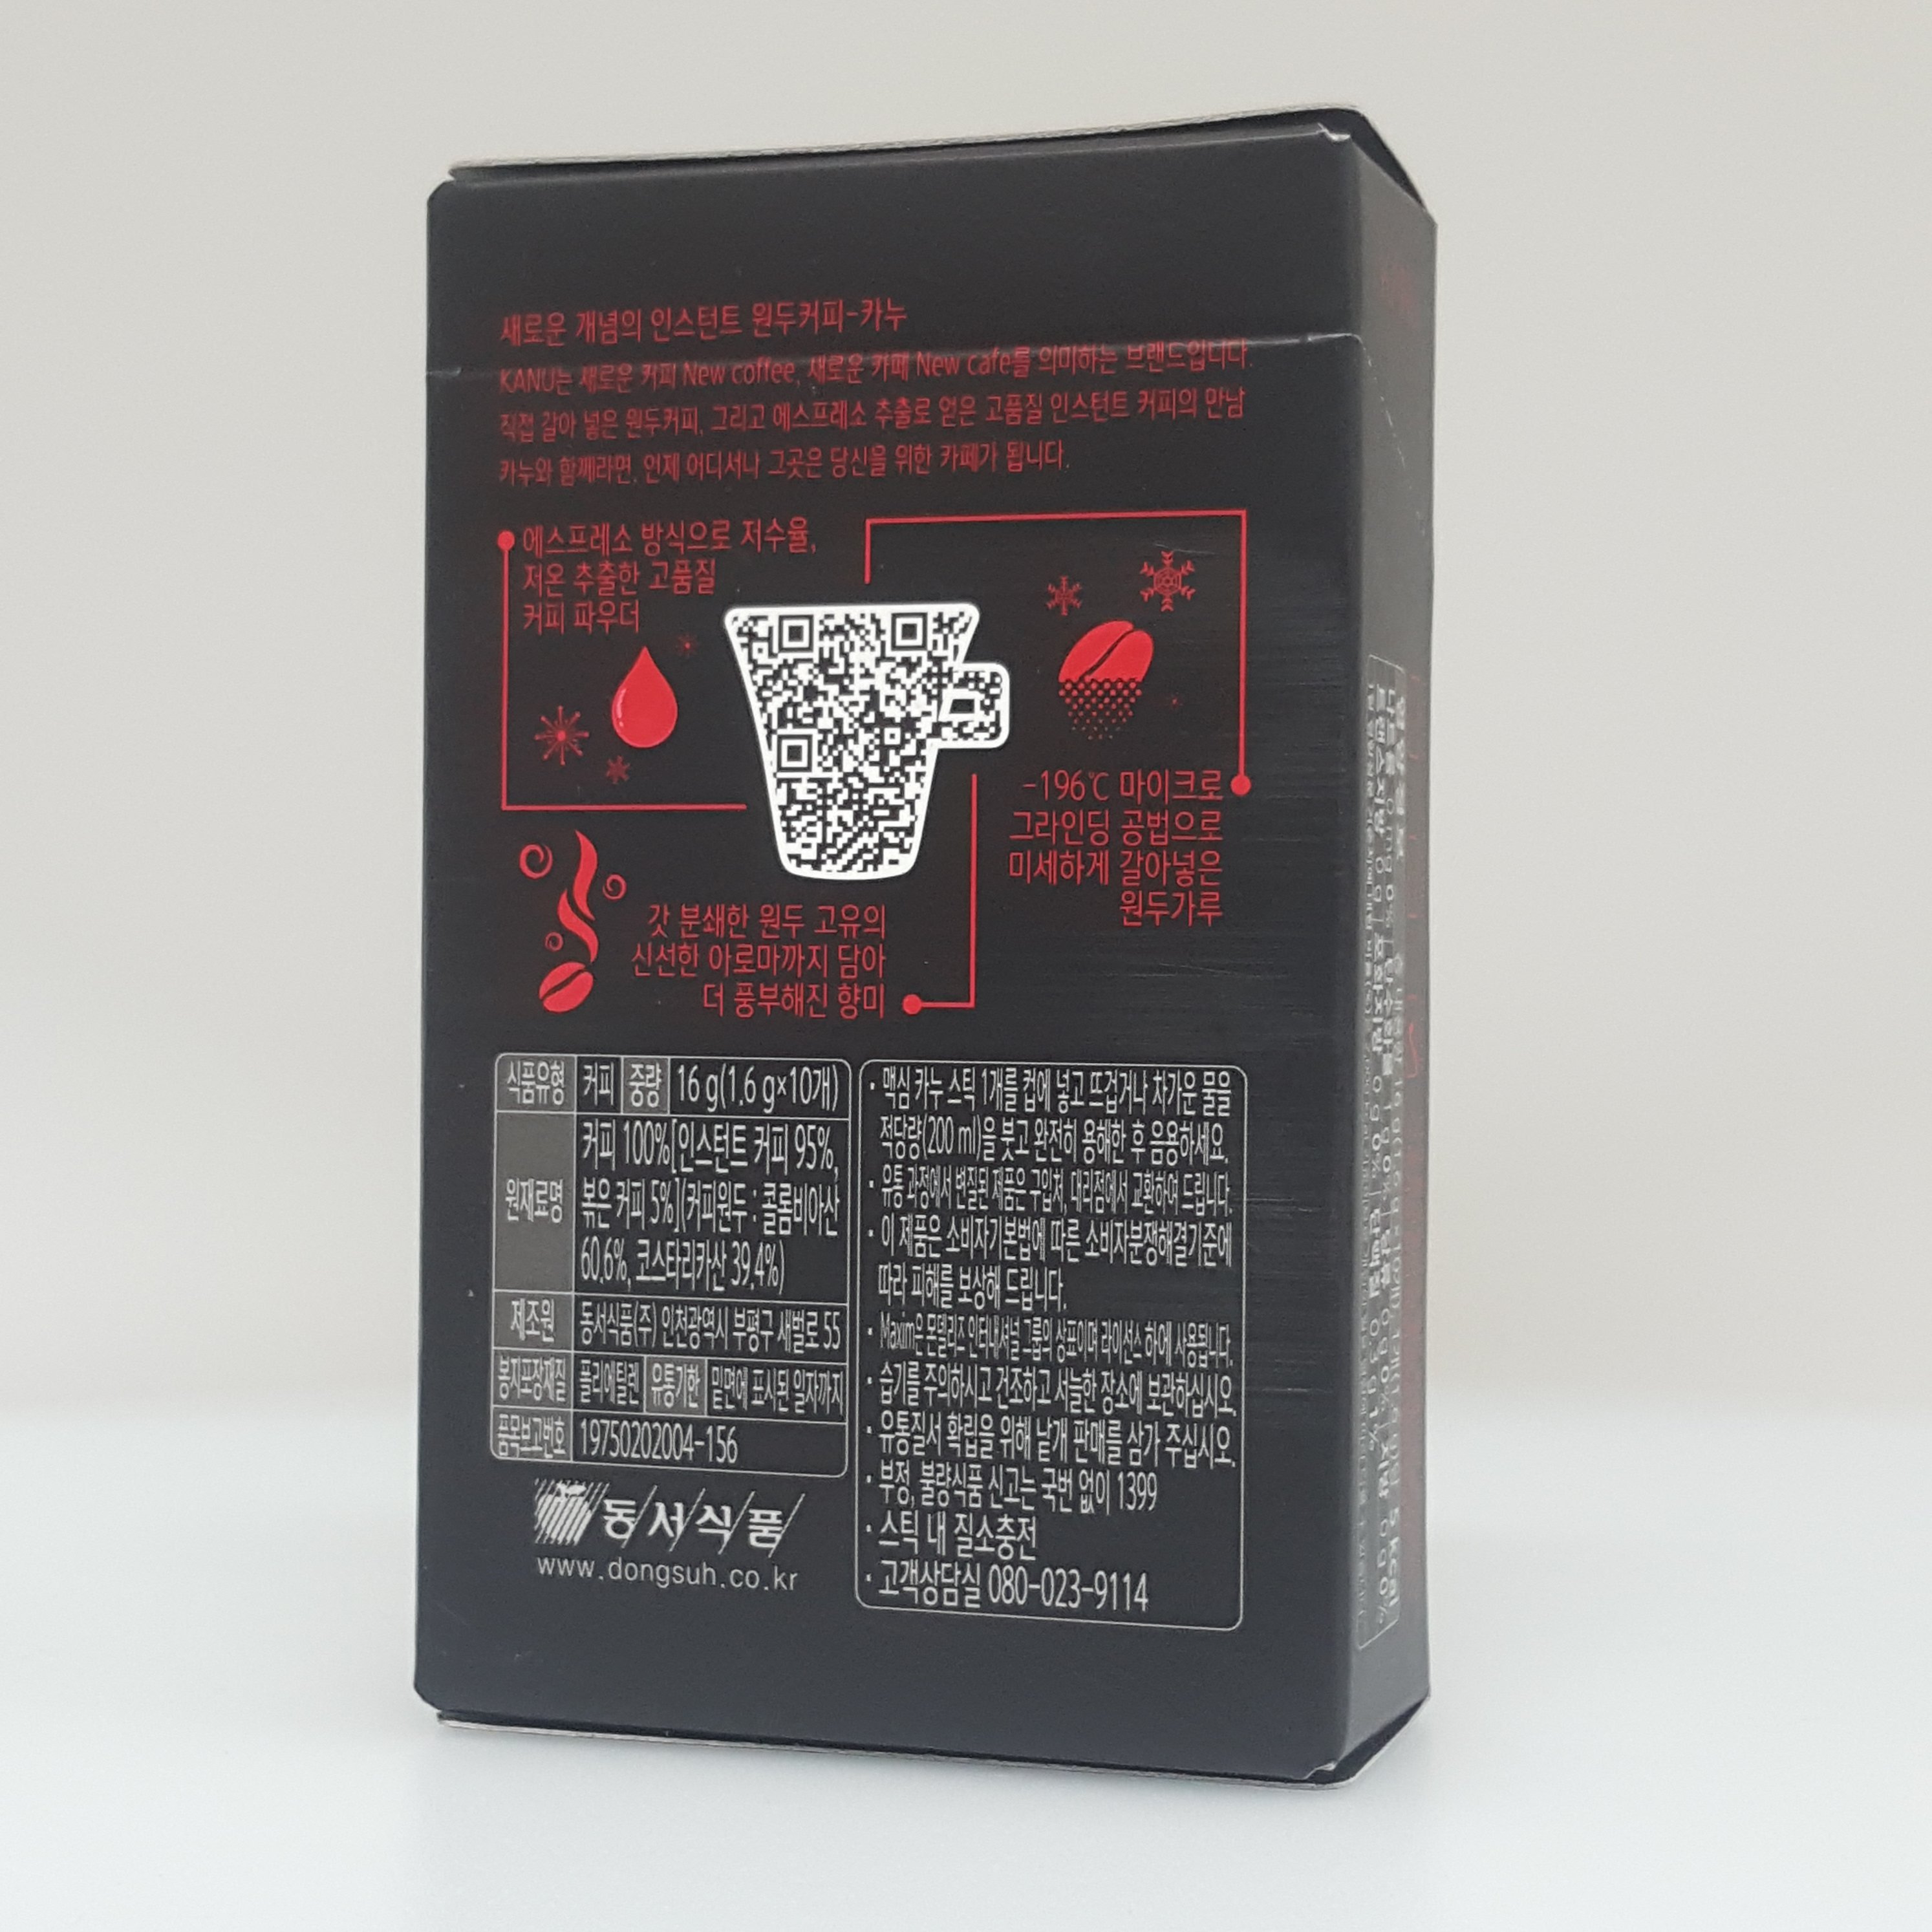 새로운 개념의 인스턴트 원두커피-카누
KANU는 새로운 커피 New coffee, 새로운 카페 New cafe를 의미하는 브랜드입니다.
직접 갈아 넣은 원두커피, 그리고 에스프레소 추출로 얻은 고품질 인스턴트 커피의 만남
카누와 함께라면, 언제 어디서나 그곳은 당신을 위한 카페가 됩니다.
에스프레소 방식으로 저수율,
저온 추출한 고품질
커피 파우더
-196℃ 마이크로
그라인딩 공법으로
미세하게 갈아넣은
원두가루
갓 분쇄한 원두 고유의
신선한 아로마까지 담아
더 풍부해진 향미
식품유형 커피 중량 16 g(1.6 g×10개)
원재료명
커피 100%[인스턴트 커피 95%,
볶은 커피 5%](커피원두 : 콜롬비아산
60.6%, 코스타리카산 39.4%)
제조원 동서식품(주) 인천광역시 부평구 새벌로 55
봉지포장재질 폴리에틸렌 유통기한 밑면에 표시된 일자까지
품목보고번호 19750202004-156
동서식품
www.dongsuh.co.kr
· 맥심 카누 스틱 1개를 컵에 넣고 뜨겁거나 차가운 물을
적당량(200 ml)을 붓고 완전히 용해한 후 음용하세요.
· 유통 과정에서 변질된 제품은 구입처, 대리점에서 교환하여 드립니다.
· 이 제품은 소비자기본법에 따른 소비자분쟁해결기준에
따라 피해를 보상해 드립니다.
· Maxim은 몬델리즈 인터내셔널 그룹의 상표이며 라이선스 하에 사용됩니다.
· 습기를 주의하시고 건조하고 서늘한 장소에 보관하십시오.
· 유통질서 확립을 위해 낱개 판매를 삼가 주십시오.
· 부정, 불량식품 신고는 국번 없이 1399
· 스틱 내 질소충전
· 고객상담실 080-023-9114